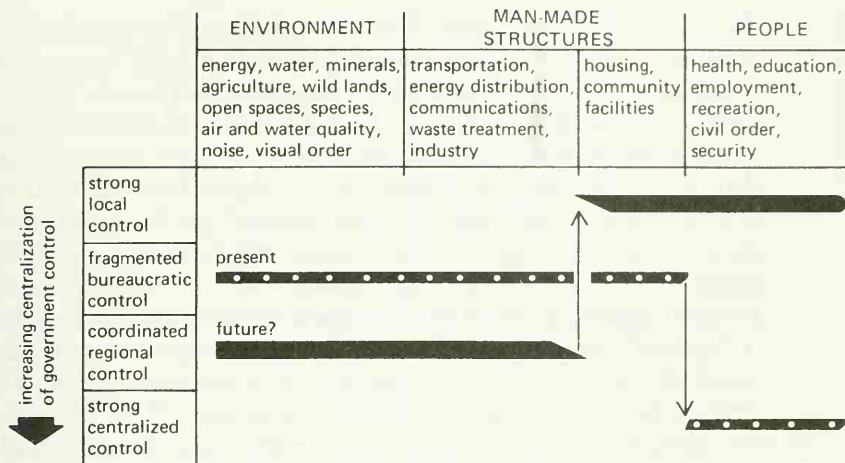 ENVIRONMENT
MAN-MADE
STRUCTURES
PEOPLE
energy, water, minerals,
agriculture, wild lands,
open spaces, species,
air and water quality,
noise, visual order
transportation,
energy distribution,
communications,
waste treatment,
industry
housing,
community
facilities
health, education,
employment,
recreation,
civil order,
security
increasing centralization
of government control
strong
local
control
fragmented
bureaucratic
control
present
coordinated
regional
control
future?
strong
centralized
control